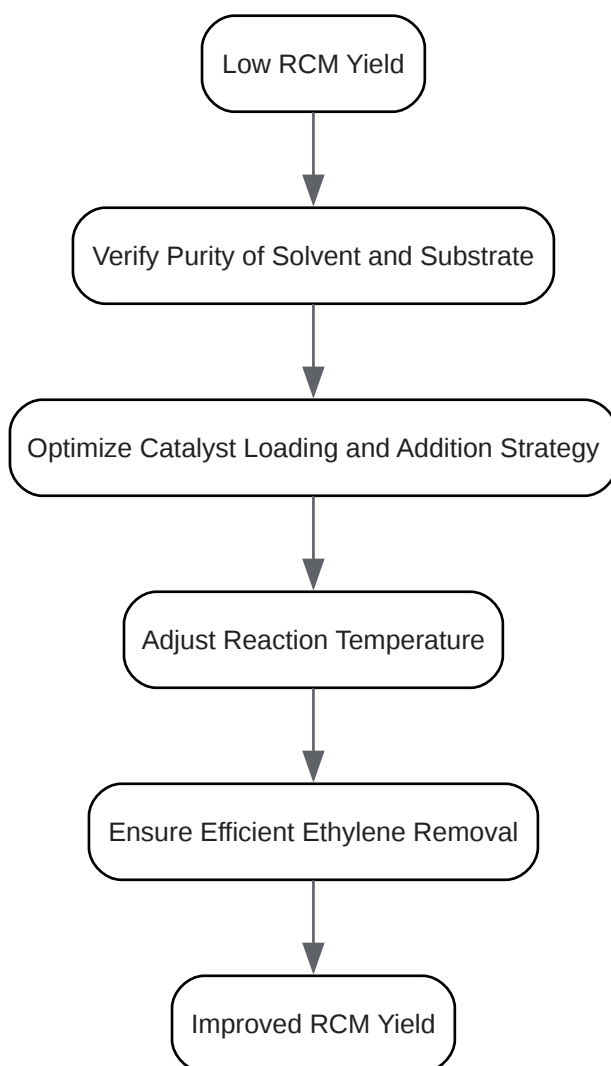 Low RCM Yield
Verify Purity of Solvent and Substrate
Optimize Catalyst Loading and Addition Strategy
Adjust Reaction Temperature
Ensure Efficient Ethylene Removal
Improved RCM Yield